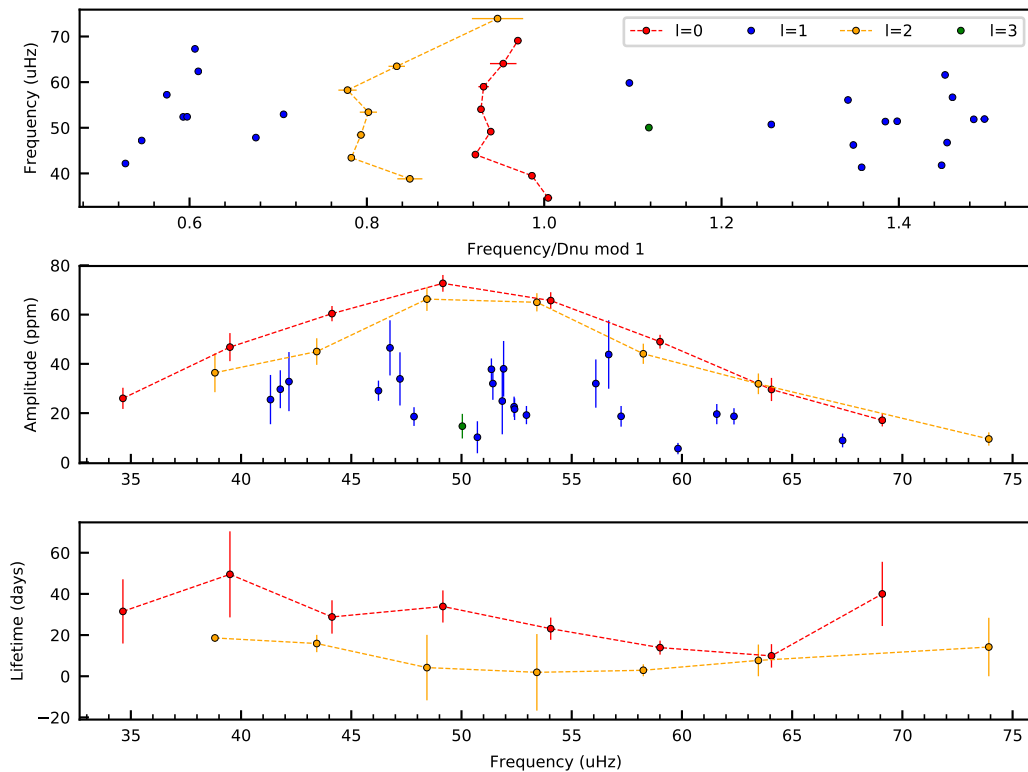 70
60
50
40
Frequency (uHz)
l=0 l=1 l=2 l=3
0.6 0.8 1.0 1.2 1.4
Frequency/Dnu mod 1
80
60
40
20
0
Amplitude (ppm)
35 40 45 50 55 60 65 70 75
60
40
20
0
−20
Lifetime (days)
35 40 45 50 55 60 65 70 75
Frequency (uHz)